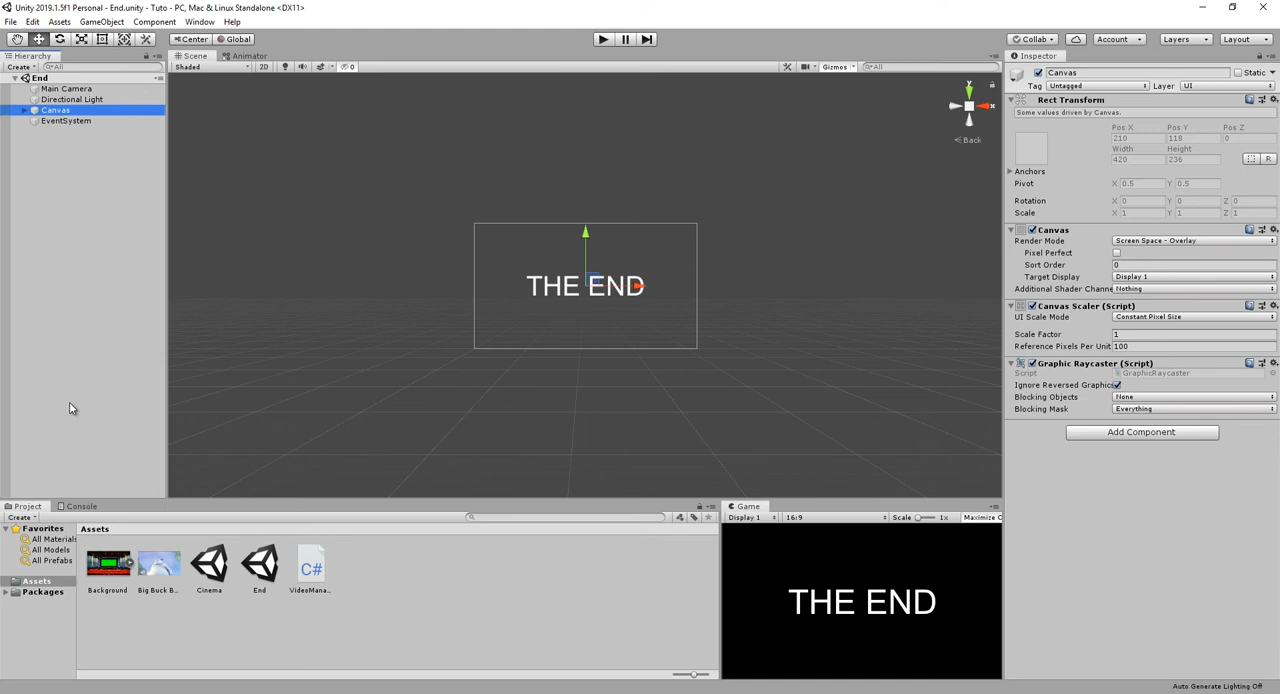 Unity 2019.1.5f1 Personal - End.unity - Tuto - PC, Mac & Linux Standalone <DX11>
File Edit Assets GameObject Component Window Help
Center Global Collab Account Layers Layout
Hierarchy Scene Animator Inspector
Create All Shaded 2D 0 Gizmos All Canvas Static
End
Tag Untagged Layer UI
Main Camera
Directional Light
Canvas
EventSystem
Rect Transform
Some values driven by Canvas.
Pos X Pos Y Pos Z
210 118 0
Width Height
420 236 R
Anchors
Pivot X 0.5 Y 0.5
Rotation X 0 Y 0 Z 0
Scale X 1 Y 1 Z 1
y
x
Back
THE END
Canvas
Render Mode Screen Space - Overlay
Pixel Perfect
Sort Order 0
Target Display Display 1
Additional Shader Channe Nothing
Canvas Scaler (Script)
UI Scale Mode Constant Pixel Size
Scale Factor 1
Reference Pixels Per Unit 100
Graphic Raycaster (Script)
Script GraphicRaycaster
Ignore Reversed Graphics
Blocking Objects None
Blocking Mask Everything
Add Component
Project Console Game
Create Display 1 16:9 Scale 1x Maximize O
Favorites
All Materials
All Models
All Prefabs
Assets
Packages
Assets
C#
Background Big Buck B... Cinema End VideoMana...
THE END
Auto Generate Lighting Off